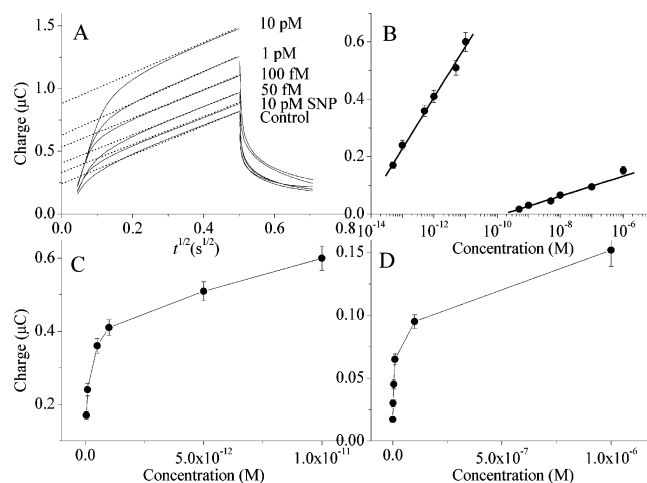 A
10 pM
1 pM
100 fM
50 fM
10 pM SNP
Control
Charge (μC)
1.5
1.0
0.5
0.0
0.0 0.2 0.4 0.6 0.8
t^1/2 (s^1/2)
B
0.6
0.4
0.2
0.0
10^-14 10^-12 10^-10 10^-8 10^-6
Concentration (M)
C
Charge (μC)
0.6
0.4
0.2
0.0 5.0x10^-12 1.0x10^-11
Concentration (M)
D
0.15
0.10
0.05
0.00
0.0 5.0x10^-7 1.0x10^-6
Concentration (M)